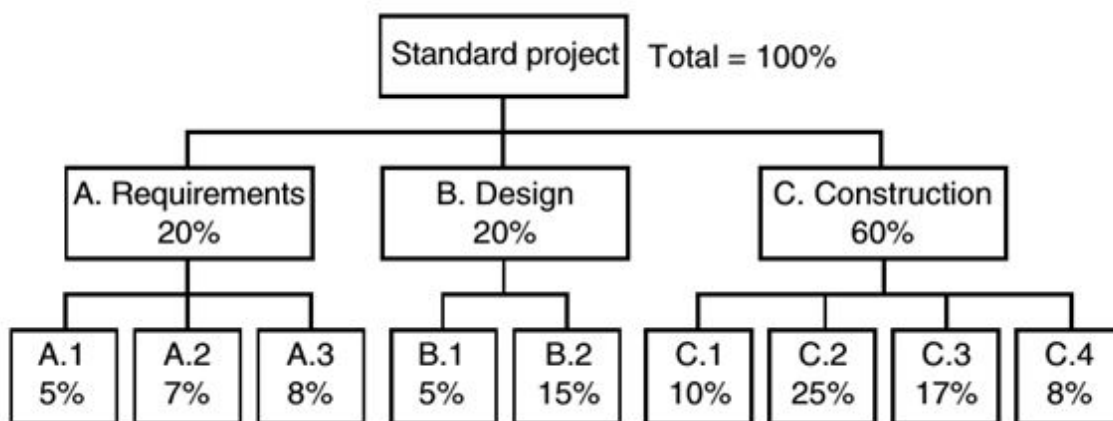 Standard project
Total = 100%
A. Requirements
20%
B. Design
20%
C. Construction
60%
A.1
5%
A.2
7%
A.3
8%
B.1
5%
B.2
15%
C.1
10%
C.2
25%
C.3
17%
C.4
8%